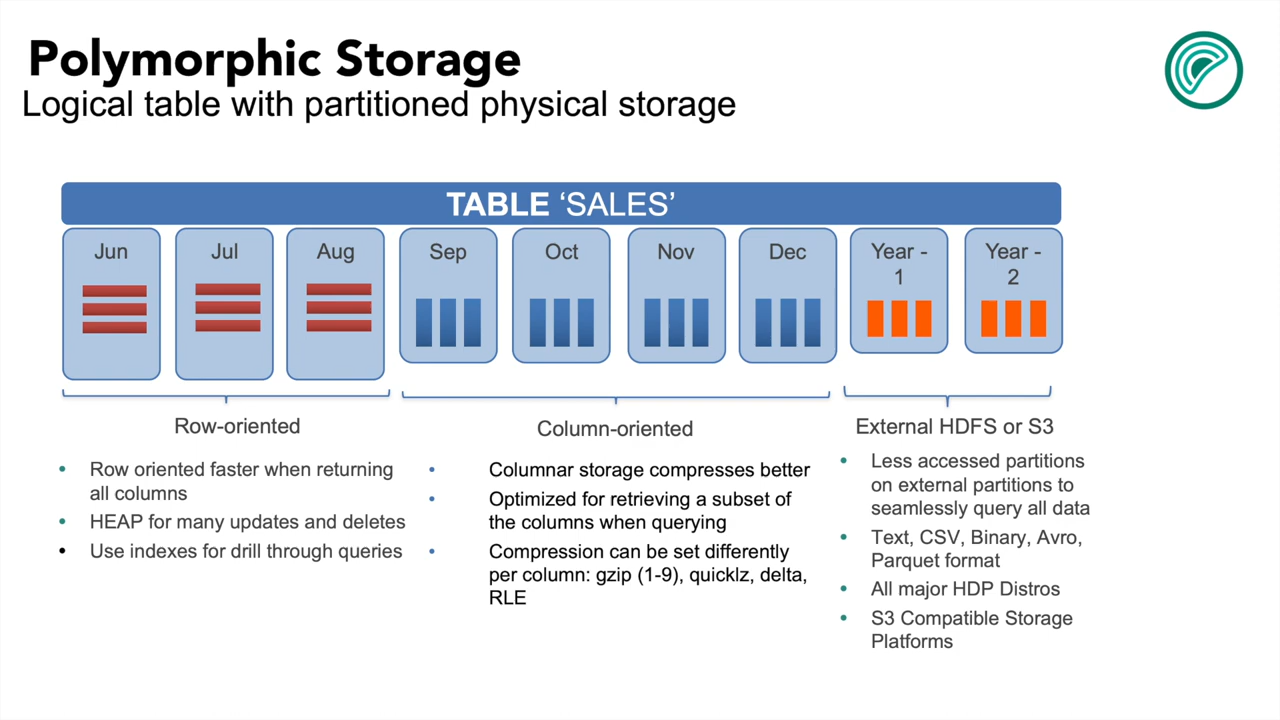 Polymorphic Storage
Logical table with partitioned physical storage
TABLE ‘SALES’
Jun
Jul
Aug
Sep
Oct
Nov
Dec
Year -
1
Year -
2
Row-oriented
• Row oriented faster when returning
all columns
• HEAP for many updates and deletes
• Use indexes for drill through queries
Column-oriented
• Columnar storage compresses better
• Optimized for retrieving a subset of
the columns when querying
• Compression can be set differently
per column: gzip (1-9), quicklz, delta,
RLE
External HDFS or S3
• Less accessed partitions
on external partitions to
seamlessly query all data
• Text, CSV, Binary, Avro,
Parquet format
• All major HDP Distros
• S3 Compatible Storage
Platforms